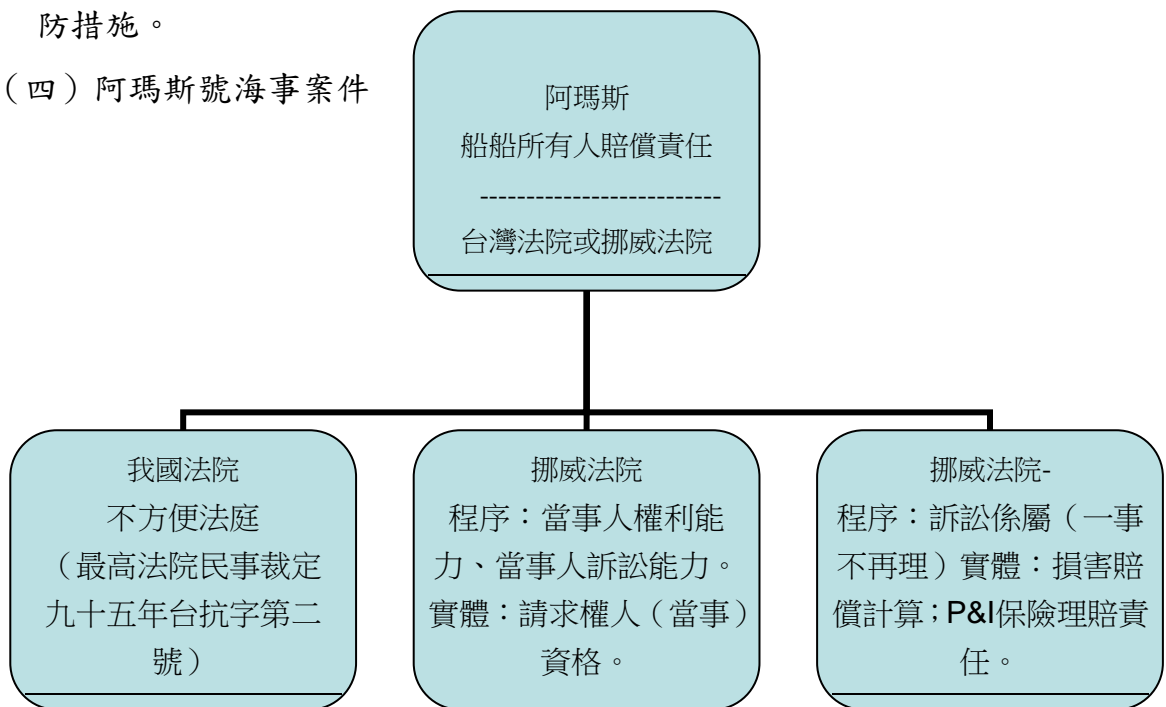 防措施。
（四）阿瑪斯號海事案件
阿瑪斯
船船所有人賠償責任
--------------------------
台灣法院或挪威法院
我國法院
不方便法庭
（最高法院民事裁定
九十五年台抗字第二
號）
挪威法院
程序：當事人權利能
力、當事人訴訟能力。
實體：請求權人（當事）
資格。
挪威法院-
程序：訴訟係屬（一事
不再理）實體：損害賠
償計算；P&I保險理賠責
任。